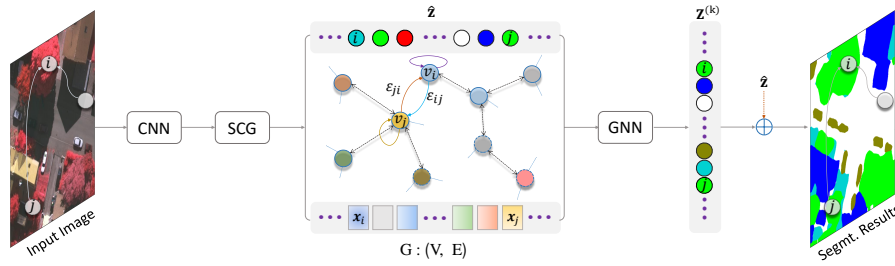 ẑ
i
j
i
j
Input Image
CNN
SCG
v_i
ε_ji
ε_ij
v_j
x_i
x_j
G : (V, E)
GNN
Z^(k)
i
j
ẑ
i
j
Segmt. Results